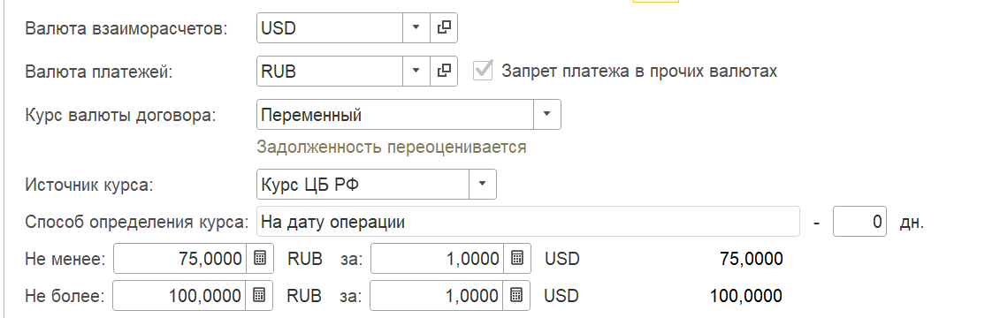 Валюта взаиморасчетов: USD
Валюта платежей: RUB Запрет платежа в прочих валютах
Курс валюты договора: Переменный
Задолженность переоценивается
Источник курса: Курс ЦБ РФ
Способ определения курса: На дату операции - 0 дн.
Не менее: 75,0000 RUB за: 1,0000 USD 75,0000
Не более: 100,0000 RUB за: 1,0000 USD 100,0000